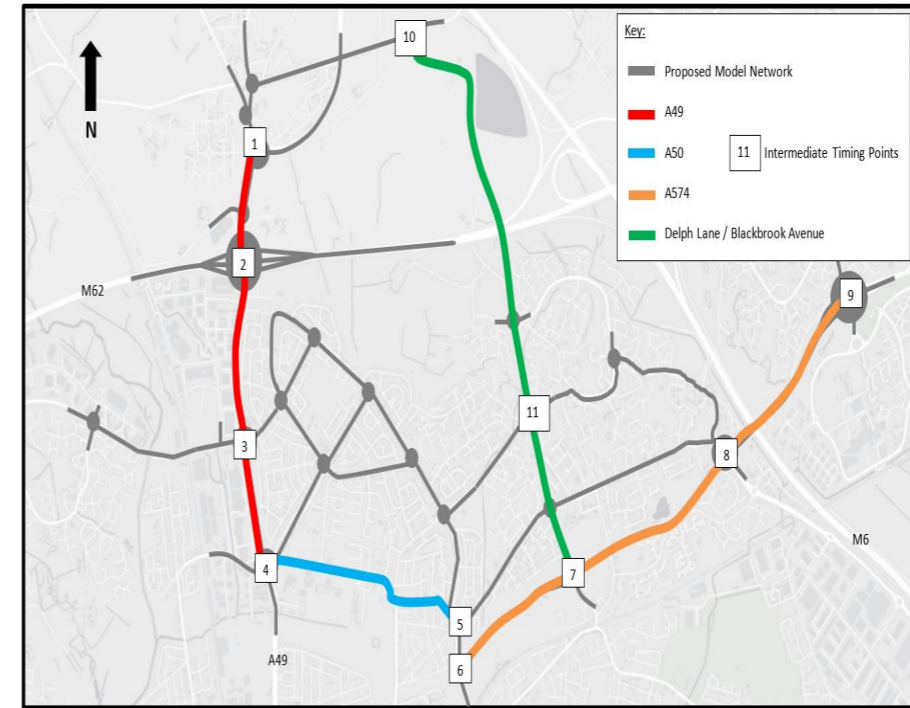 10
Key:
Proposed Model Network
N
1
A49
A50
11 Intermediate Timing Points
A574
Delph Lane / Blackbrook Avenue
2
M62
9
11
3
8
M6
4
7
5
A49
6